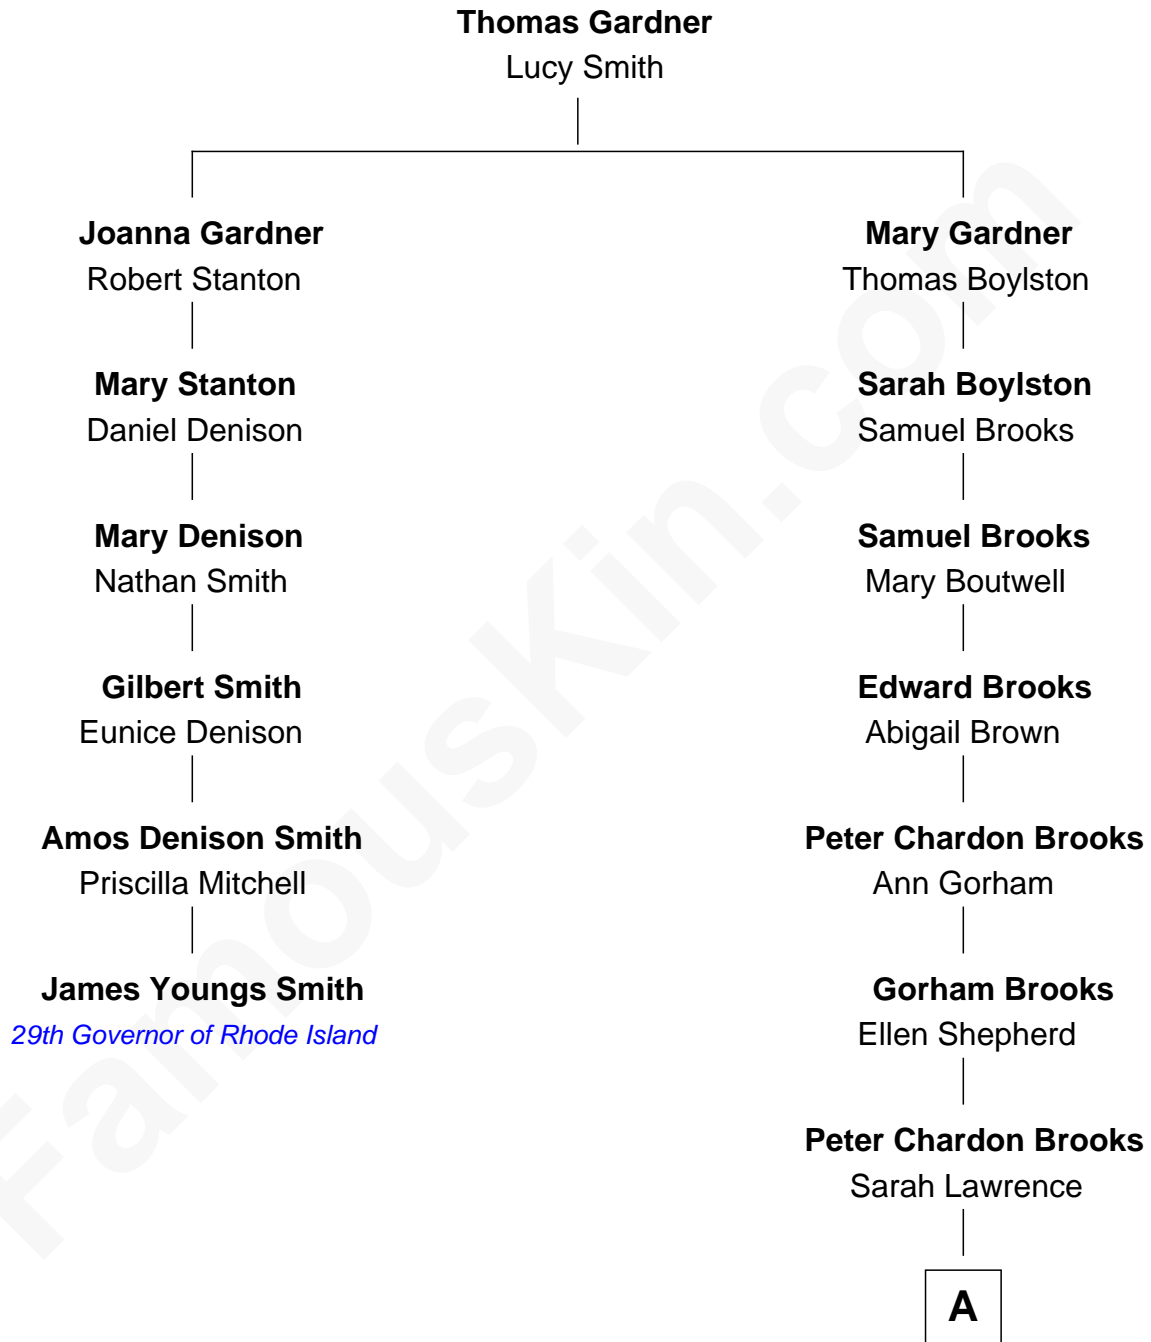 Thomas Gardner
Lucy Smith
Joanna Gardner
Robert Stanton
Mary Gardner
Thomas Boylston
Mary Stanton
Daniel Denison
Sarah Boylston
Samuel Brooks
Mary Denison
Nathan Smith
Samuel Brooks
Mary Boutwell
Gilbert Smith
Eunice Denison
Edward Brooks
Abigail Brown
Amos Denison Smith
Priscilla Mitchell
Peter Chardon Brooks
Ann Gorham
James Youngs Smith
29th Governor of Rhode Island
Gorham Brooks
Ellen Shepherd
Peter Chardon Brooks
Sarah Lawrence
A
FamousKin.com